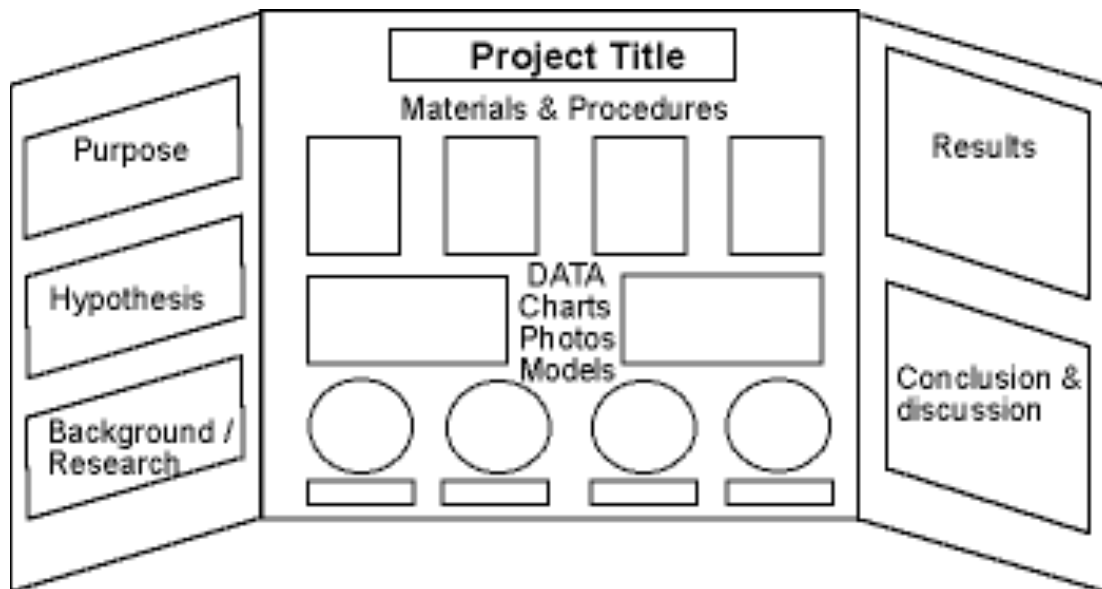 Purpose
Hypothesis
Background /
Research
Project Title
Materials & Procedures
DATA
Charts
Photos
Models
Results
Conclusion &
discussion